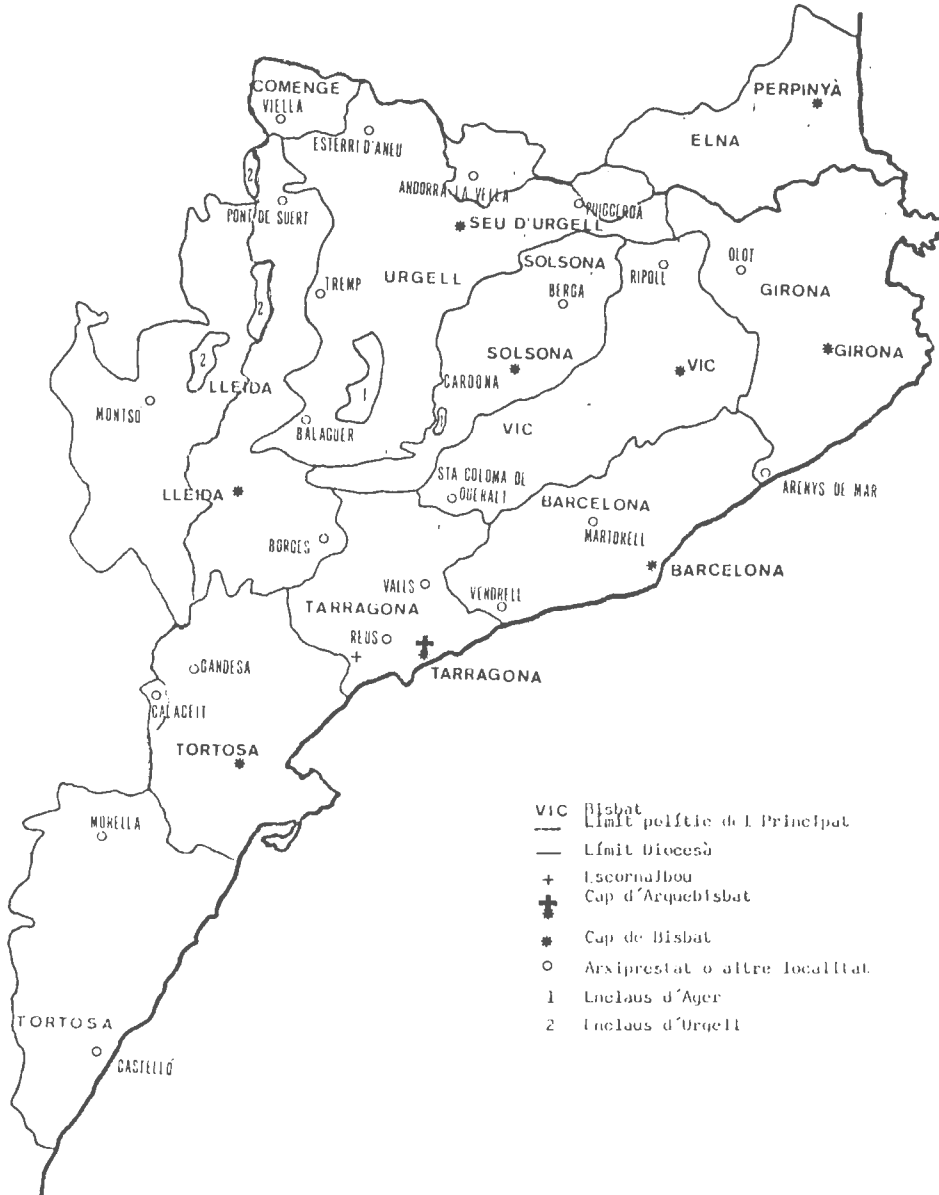 COMENGE
VIELLA
ESTERRI D'ANEU
PERPINYÀ
ELNA
2
PONT DE SUERT
ANDORRA LA VELLA
PUIGCERDÀ
SEU D'URGELL
SOLSONA
RIPOLL
OLOT
GIRONA
URGELL
TREMP
BERGA
2
2
LLEIDA
SOLSONA
VIC
GIRONA
CARDONA
1
MONTSO
BALAGUER
VIC
LLEIDA
STA COLOMA DE
QUERALT
BARCELONA
MARTORELL
ARENYS DE MAR
BORGES
BARCELONA
VALLS
VENDRELL
TARRAGONA
REUS
TARRAGONA
GANDESA
CALACEIT
TORTOSA
MORELLA
TORTOSA
CASTELLÓ
VIC Bisbat
Límit polític del Principat
Límit Diocesà
+ Escornalbou
Cap d'Arquebisbat
* Cap de Bisbat
Arxiprestat o altre localitat
1 Enclaus d'Ager
2 Enclaus d'Urgell